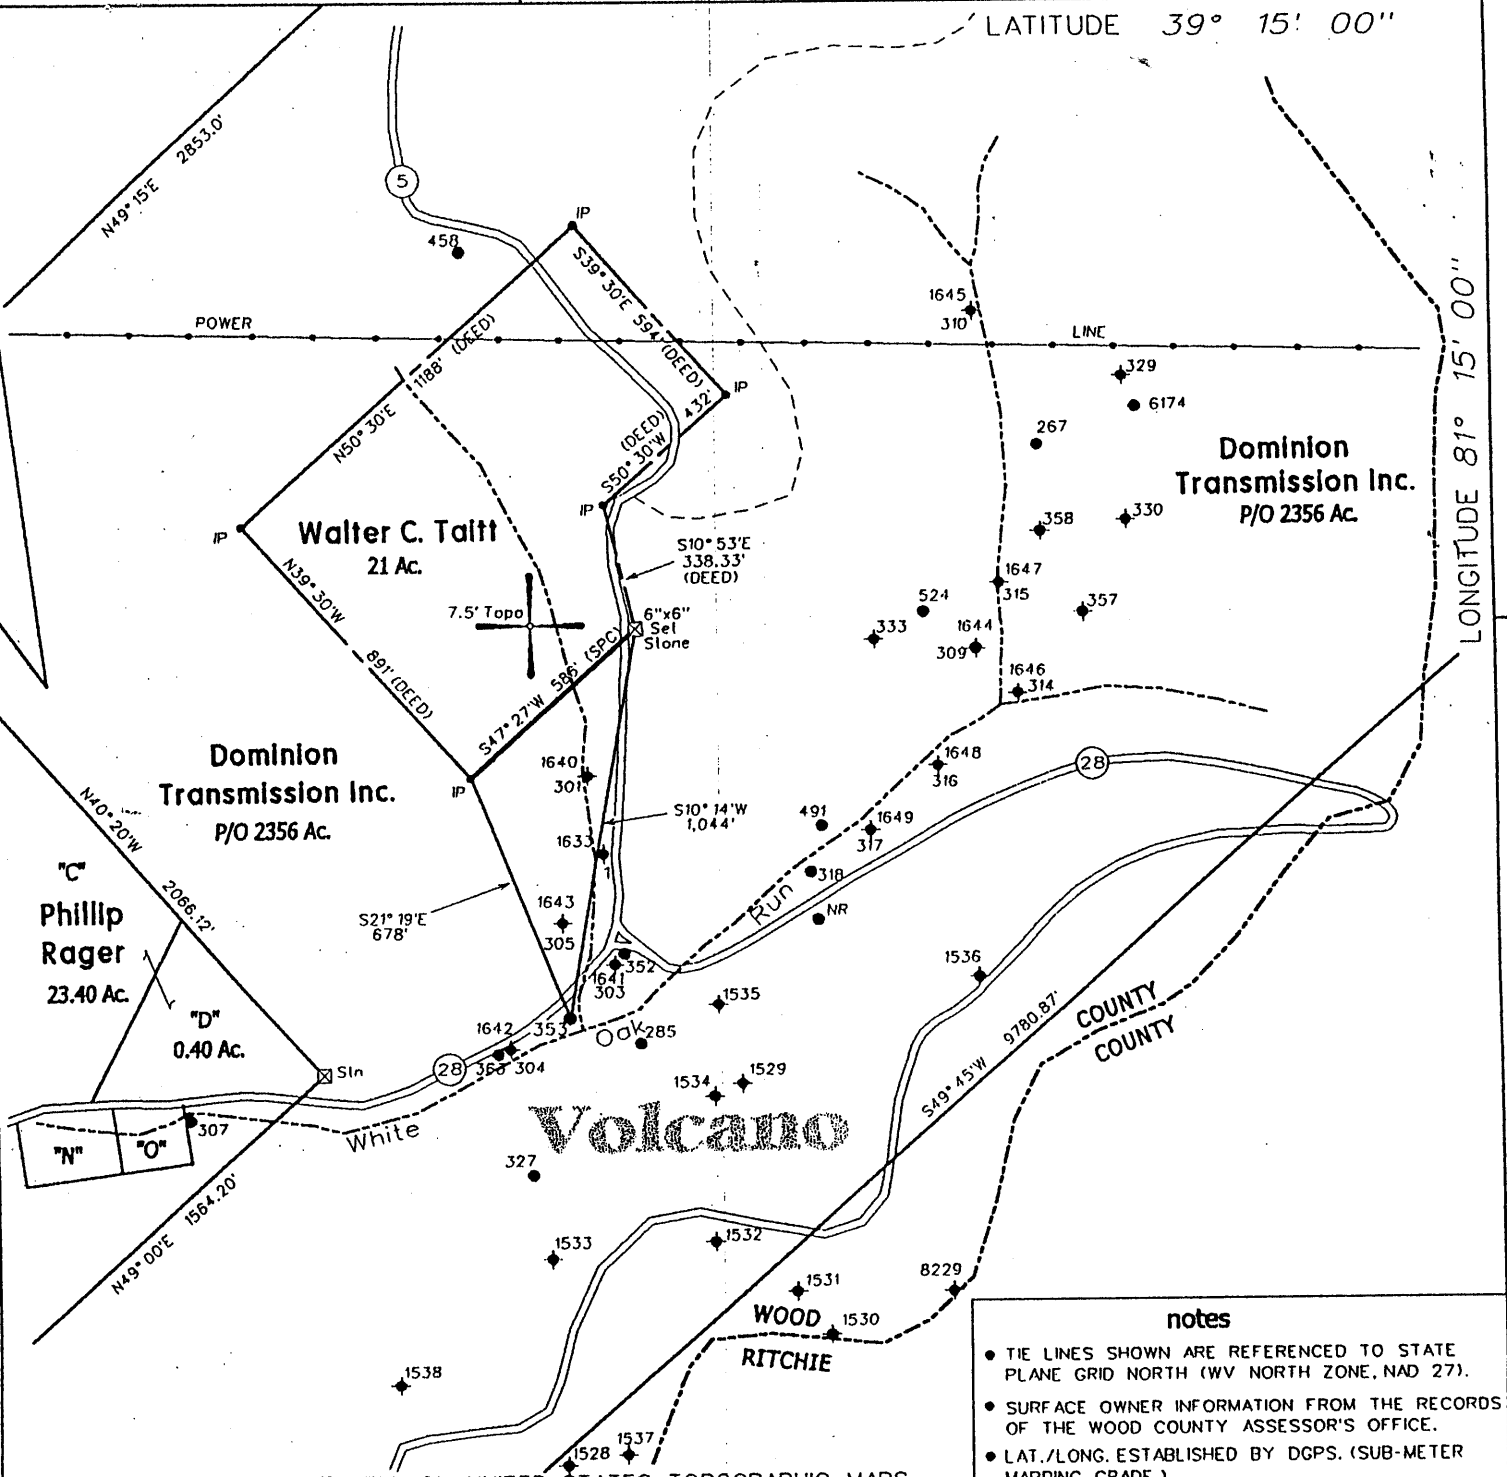 LATITUDE 39° 15' 00"
N49° 15'E 2853.0'
5
IP
458
S39° 30'E 594' (DEED)
POWER
LINE
1645
310
LONGITUDE 81° 15' 00"
329
6174
267
N50° 30'E 1188' (DEED)
IP
(DEED)
S50° 30'W 432'
IP
Dominion
Transmission Inc.
P/O 2356 Ac.
358
330
IP
Walter C. Taitt
21 Ac.
S10° 53'E
338.33'
(DEED)
N39° 30'W 891' (DEED)
7.5' Topo
6"x6"
Set
Stone
1647
315
357
524
333
1644
309
1646
314
S47° 27'W 586' (SPC)
Dominion
Transmission Inc.
P/O 2356 Ac.
IP
1640
301
1648
316
28
S10° 14'W
1,044'
491
1649
317
1633
1
318
N40° 20'W 2066.12'
"C"
Phillip
Rager
23.40 Ac.
S21° 19'E
678'
1643
305
Run
NR
352
1641
303
1536
1535
"D"
0.40 Ac.
1642
353
Oak
285
363
304
28
Stn
COUNTY
COUNTY
S49° 45'W 9780.87'
1534
1529
Volcano
307
White
"N"
"O"
327
N49° 00'E 1564.20'
1533
1532
1531
8229
WOOD
1530
RITCHIE
1538
1537
1528
notes
● TIE LINES SHOWN ARE REFERENCED TO STATE
PLANE GRID NORTH (WV NORTH ZONE, NAD 27).
● SURFACE OWNER INFORMATION FROM THE RECORDS
OF THE WOOD COUNTY ASSESSOR'S OFFICE.
● LAT./LONG. ESTABLISHED BY DGPS. (SUB-METER
MAPPING GRADE)
UNITED STATES TOPOGRAPHIC MAPS